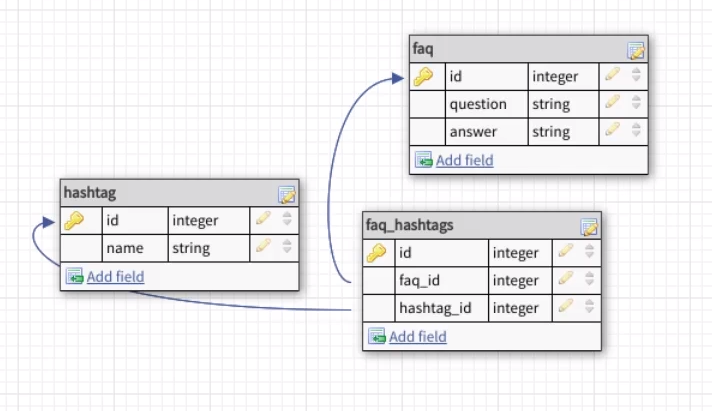 faq
id integer
question string
answer string
Add field
hashtag
id integer
name string
Add field
faq_hashtags
id integer
faq_id integer
hashtag_id integer
Add field